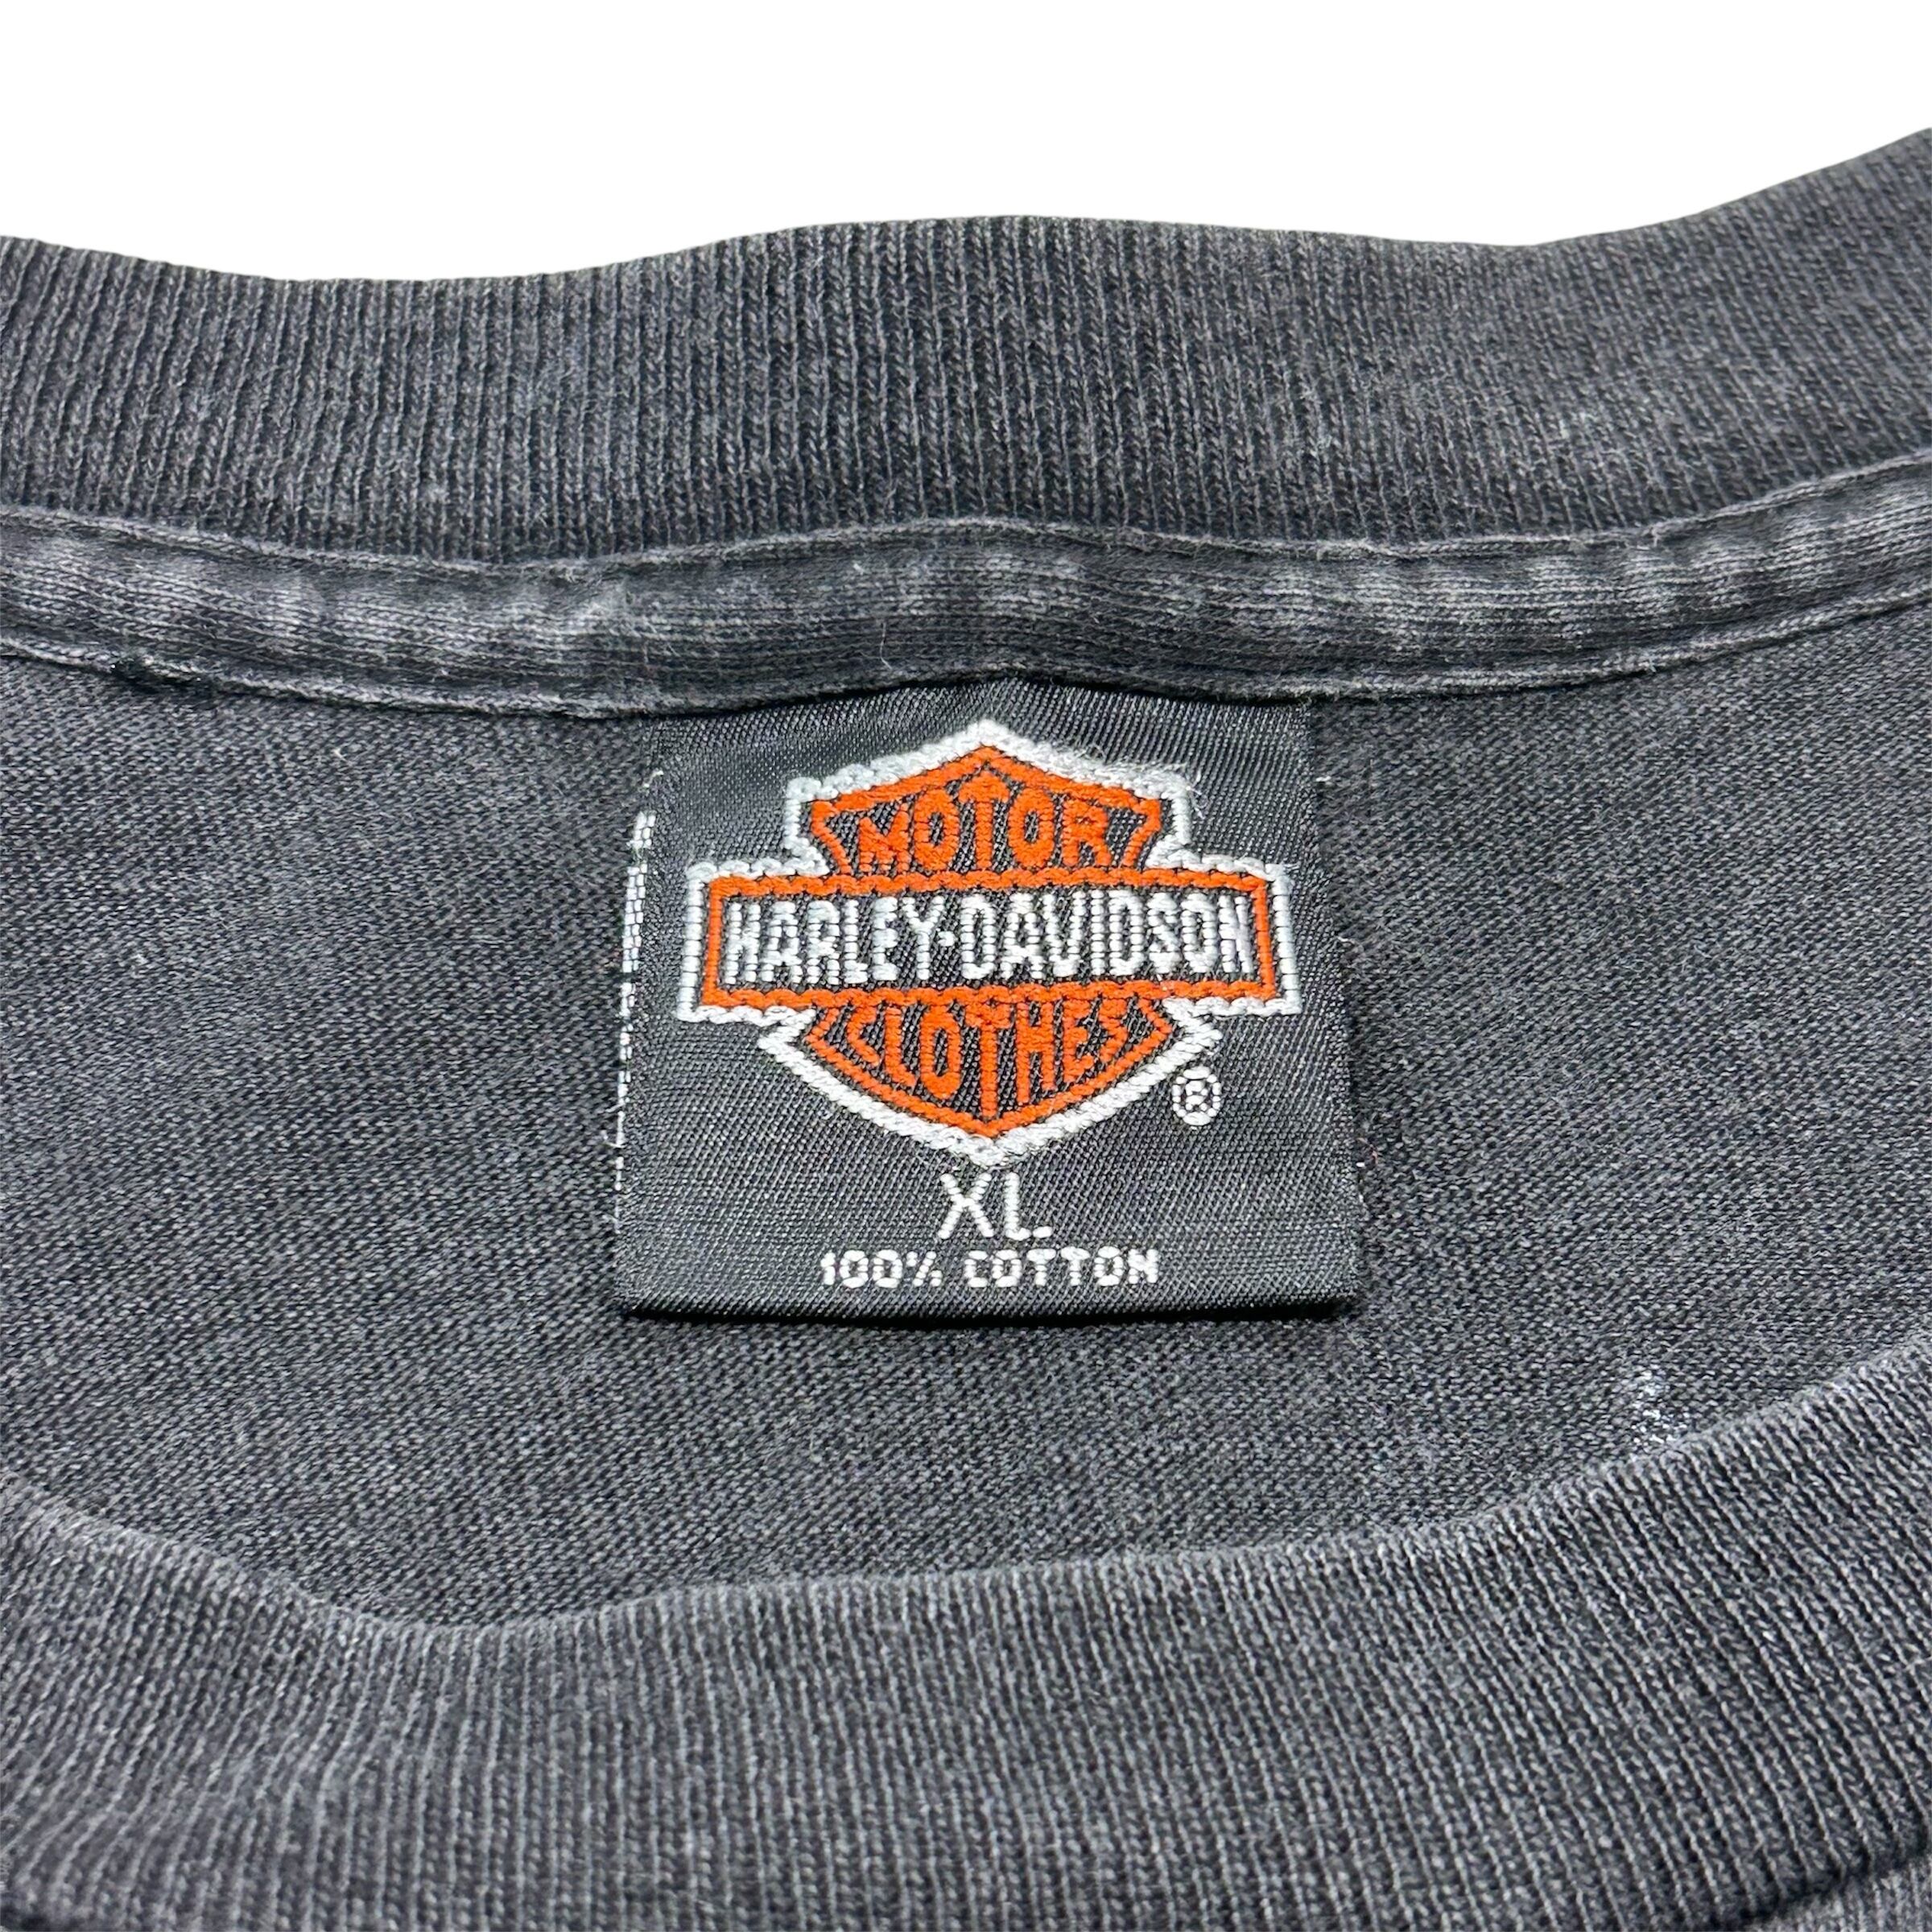 MOTOR
HARLEY-DAVIDSON
CLOTHES
®
XL
100% COTTON